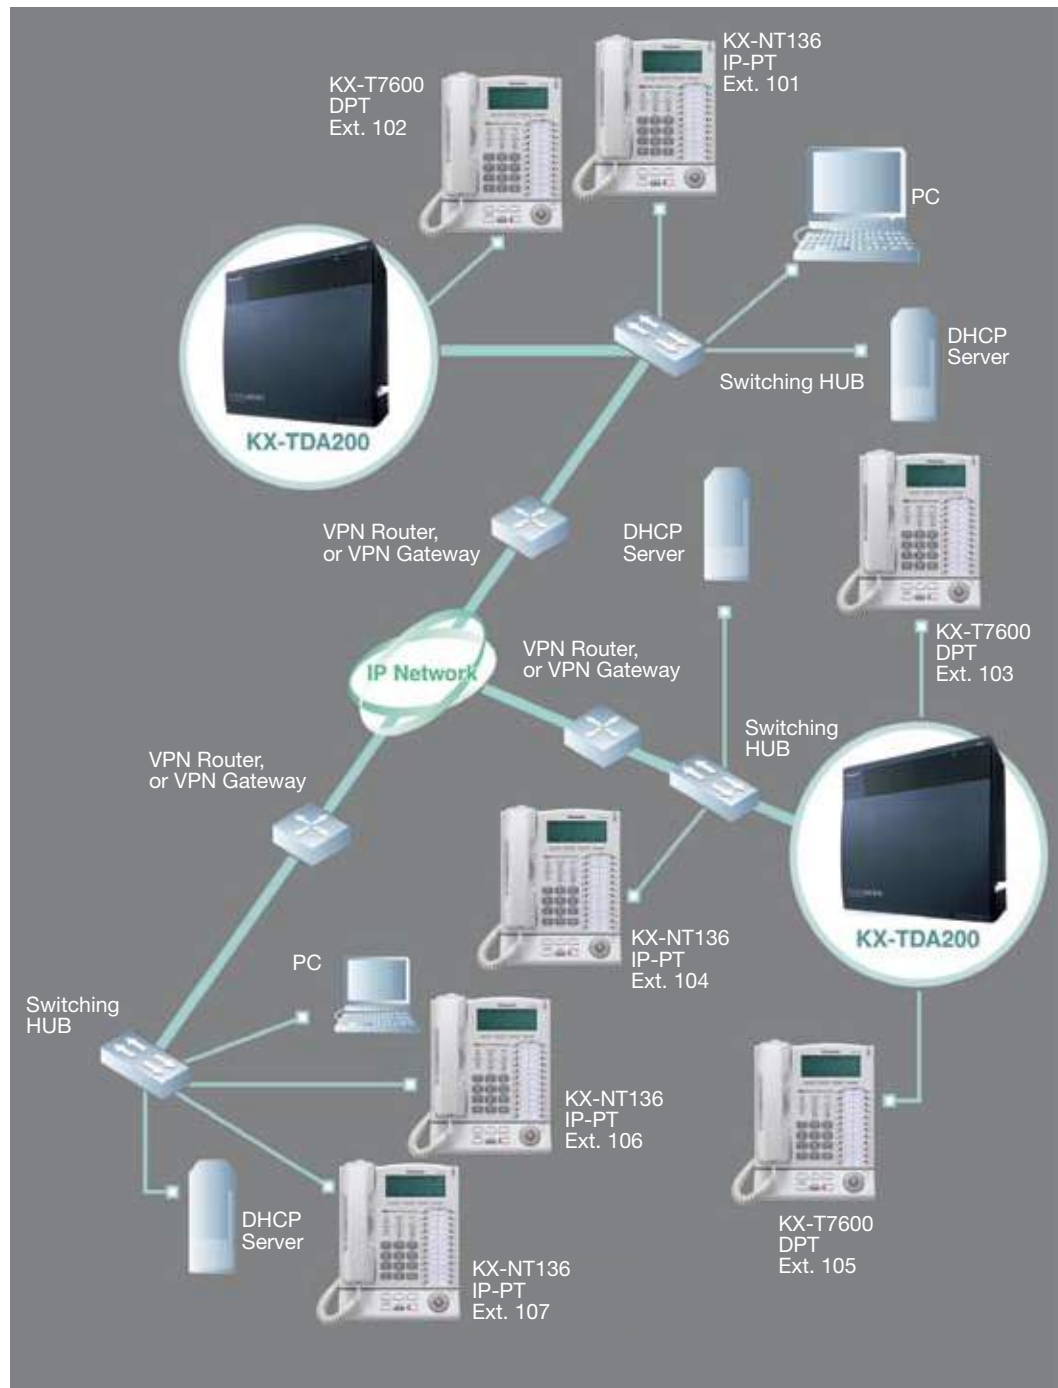 KX-NT136
IP-PT
Ext. 101
KX-T7600
DPT
Ext. 102
PC
DHCP
Server
Switching HUB
KX-TDA200
VPN Router,
or VPN Gateway
DHCP
Server
KX-T7600
DPT
Ext. 103
IP Network
VPN Router,
or VPN Gateway
Switching
HUB
VPN Router,
or VPN Gateway
KX-TDA200
KX-NT136
IP-PT
Ext. 104
PC
Switching
HUB
KX-NT136
IP-PT
Ext. 106
DHCP
Server
KX-T7600
DPT
Ext. 105
KX-NT136
IP-PT
Ext. 107